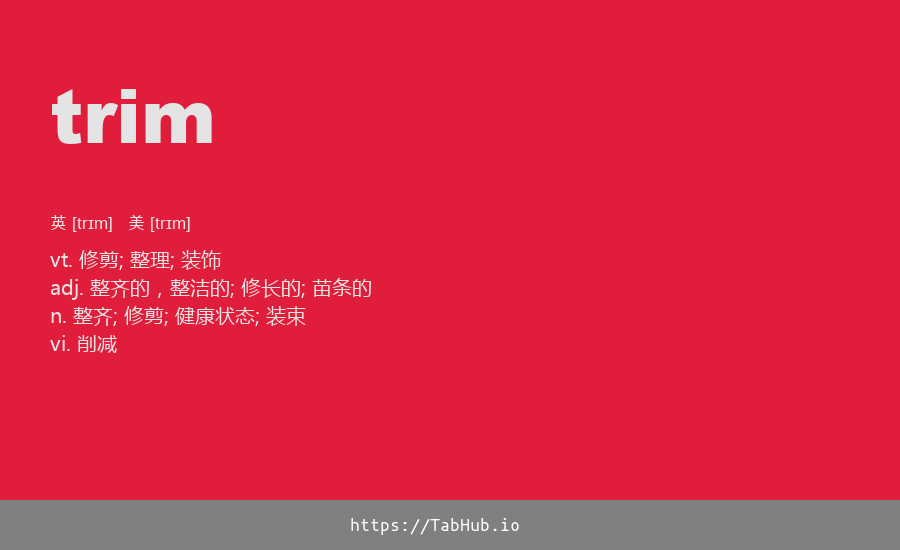 trim
英 [trɪm] 美 [trɪm]
vt. 修剪; 整理; 装饰
adj. 整齐的，整洁的; 修长的; 苗条的
n. 整齐; 修剪; 健康状态; 装束
vi. 削减
https://TabHub.io